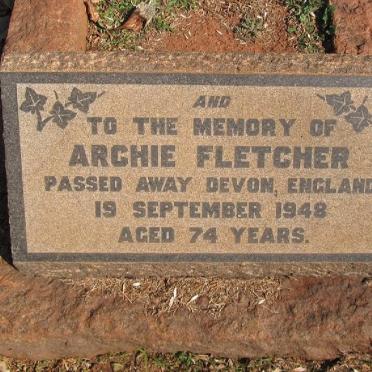 AND
TO THE MEMORY OF
ARCHIE FLETCHER
PASSED AWAY DEVON, ENGLAND
19 SEPTEMBER 1948
AGED 74 YEARS.